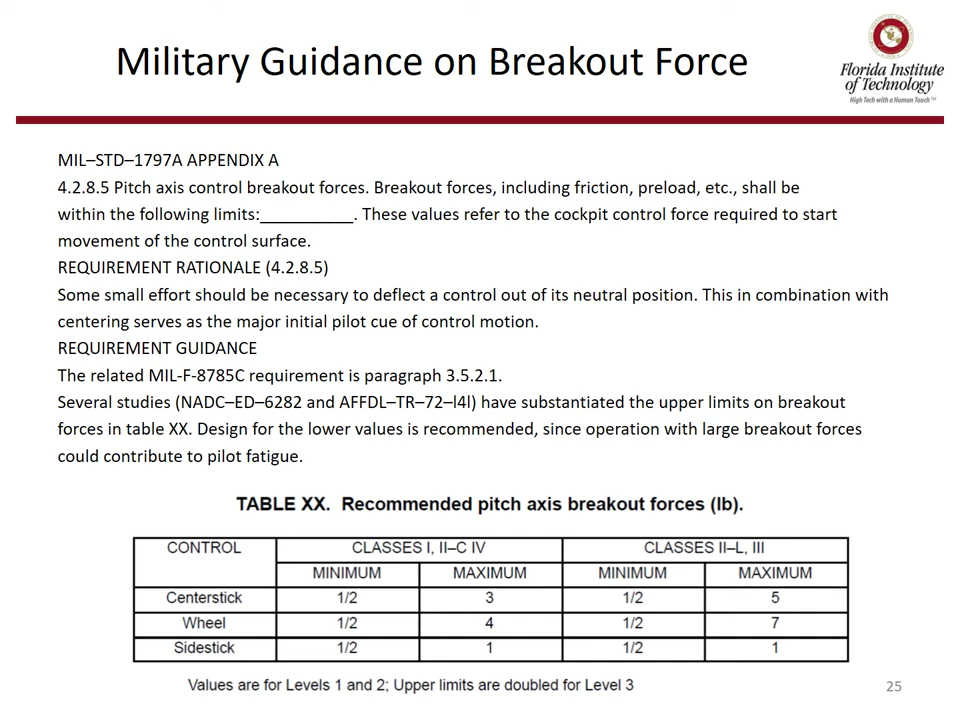 Military Guidance on Breakout Force
Florida Institute
of Technology
High Tech with a Human Touch™
MIL–STD–1797A APPENDIX A
4.2.8.5 Pitch axis control breakout forces. Breakout forces, including friction, preload, etc., shall be
within the following limits:__________. These values refer to the cockpit control force required to start
movement of the control surface.
REQUIREMENT RATIONALE (4.2.8.5)
Some small effort should be necessary to deflect a control out of its neutral position. This in combination with
centering serves as the major initial pilot cue of control motion.
REQUIREMENT GUIDANCE
The related MIL-F-8785C requirement is paragraph 3.5.2.1.
Several studies (NADC–ED–6282 and AFFDL–TR–72–l4l) have substantiated the upper limits on breakout
forces in table XX. Design for the lower values is recommended, since operation with large breakout forces
could contribute to pilot fatigue.
TABLE XX. Recommended pitch axis breakout forces (lb).
CONTROL CLASSES I, II–C IV CLASSES II–L, III
MINIMUM MAXIMUM MINIMUM MAXIMUM
Centerstick 1/2 3 1/2 5
Wheel 1/2 4 1/2 7
Sidestick 1/2 1 1/2 1
Values are for Levels 1 and 2; Upper limits are doubled for Level 3
25